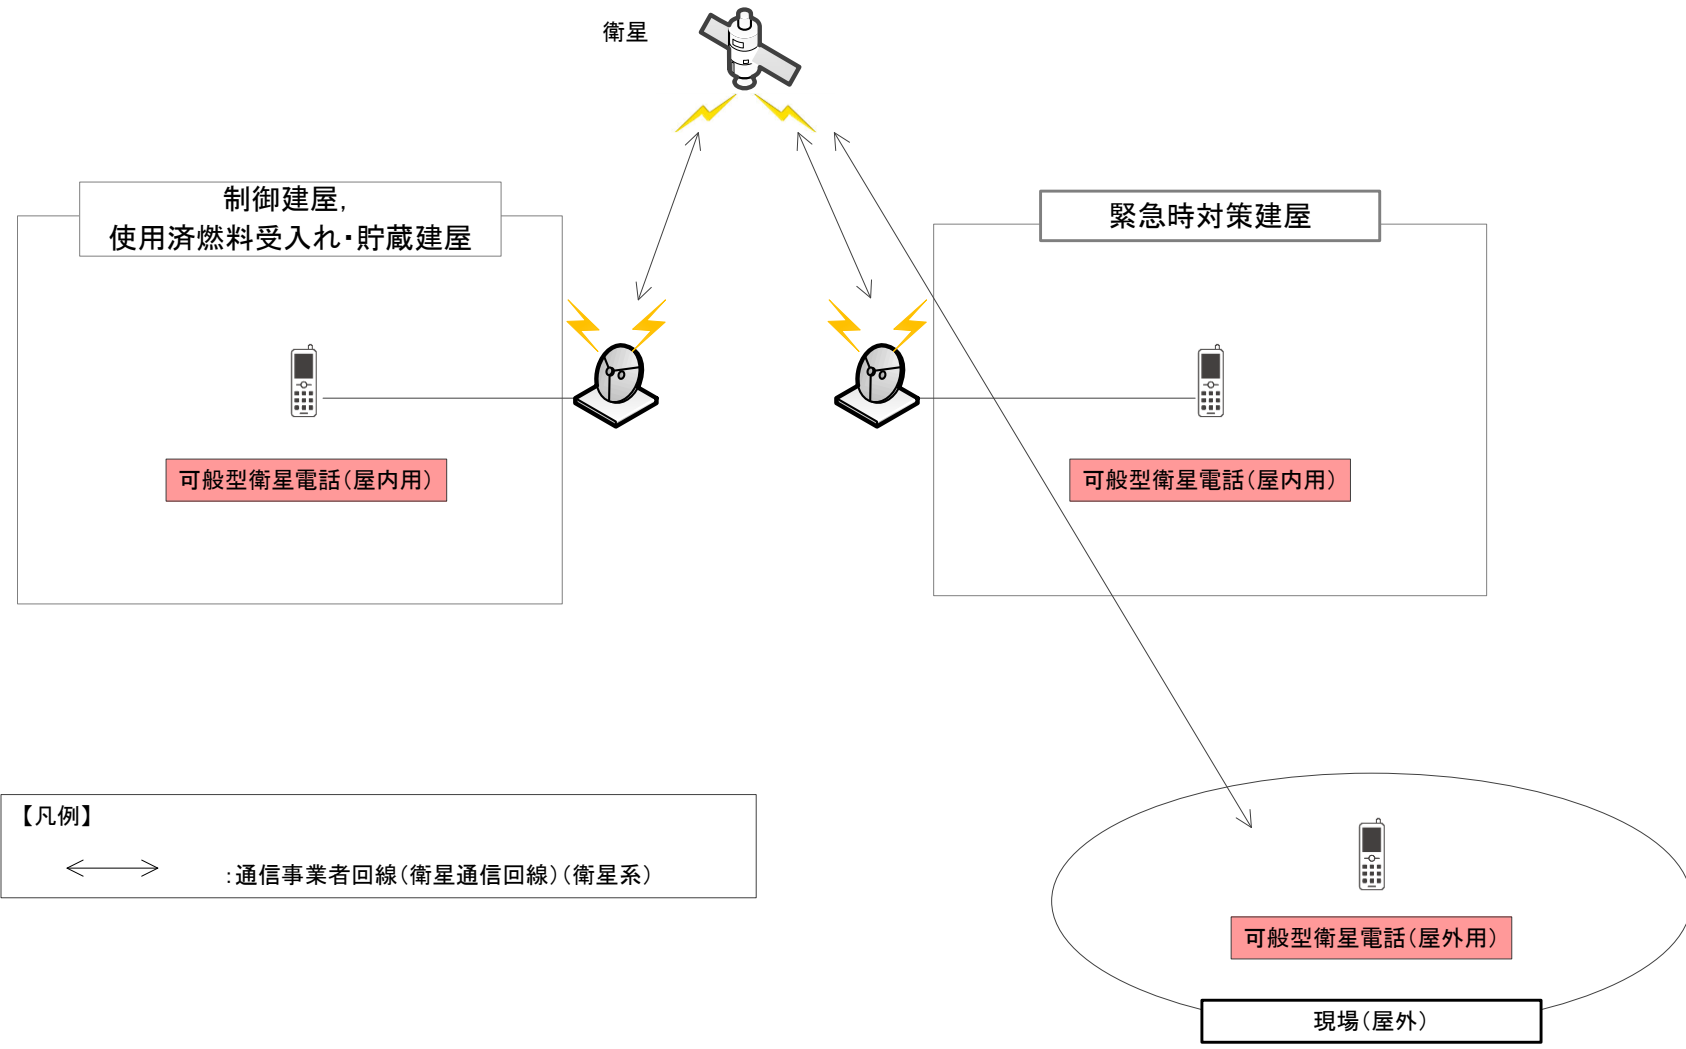 衛星
制御建屋,
使用済燃料受入れ・貯蔵建屋
緊急時対策建屋
可般型衛星電話(屋内用)
可般型衛星電話(屋内用)
【凡例】
:通信事業者回線(衛星通信回線)(衛星系)
可般型衛星電話(屋外用)
現場(屋外)